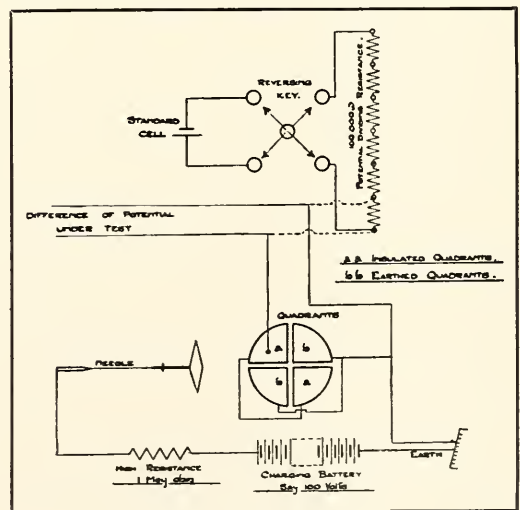 REVERSING
KEY.
STANDARD
CELL
100,000 Ω
POTENTIAL DIVIDING RESISTANCE.
DIFFERENCE OF POTENTIAL
UNDER TEST
a a INSULATED QUADRANTS.
b b EARTHED QUADRANTS.
QUADRANTS
a b
b a
NEEDLE
HIGH RESISTANCE
1 Meg ohm
CHARGING BATTERY
Say 100 Volts
EARTH